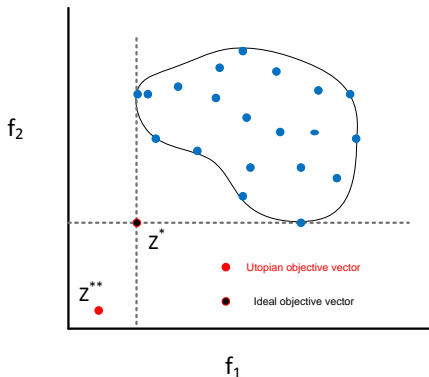 f₂
z*
z**
Utopian objective vector
Ideal objective vector
f₁